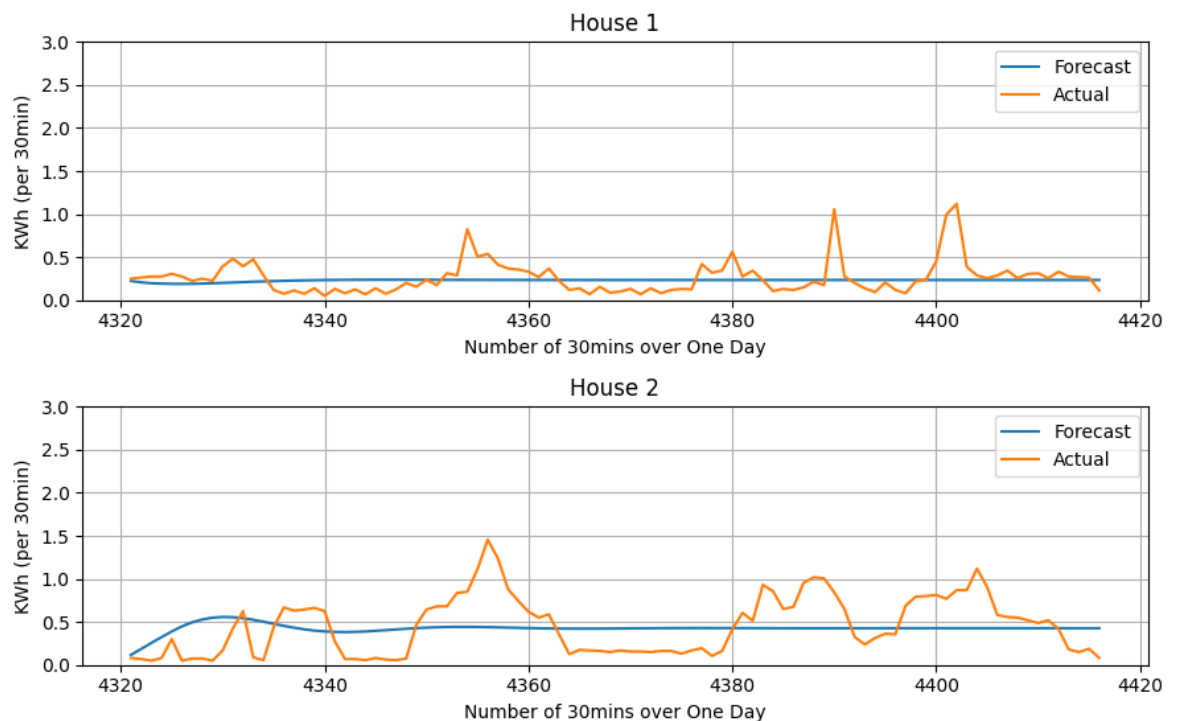 House 1
3.0
2.5
2.0
1.5
1.0
0.5
0.0
KWh (per 30min)
Forecast
Actual
4320 4340 4360 4380 4400 4420
Number of 30mins over One Day
House 2
3.0
2.5
2.0
1.5
1.0
0.5
0.0
KWh (per 30min)
Forecast
Actual
4320 4340 4360 4380 4400 4420
Number of 30mins over One Day